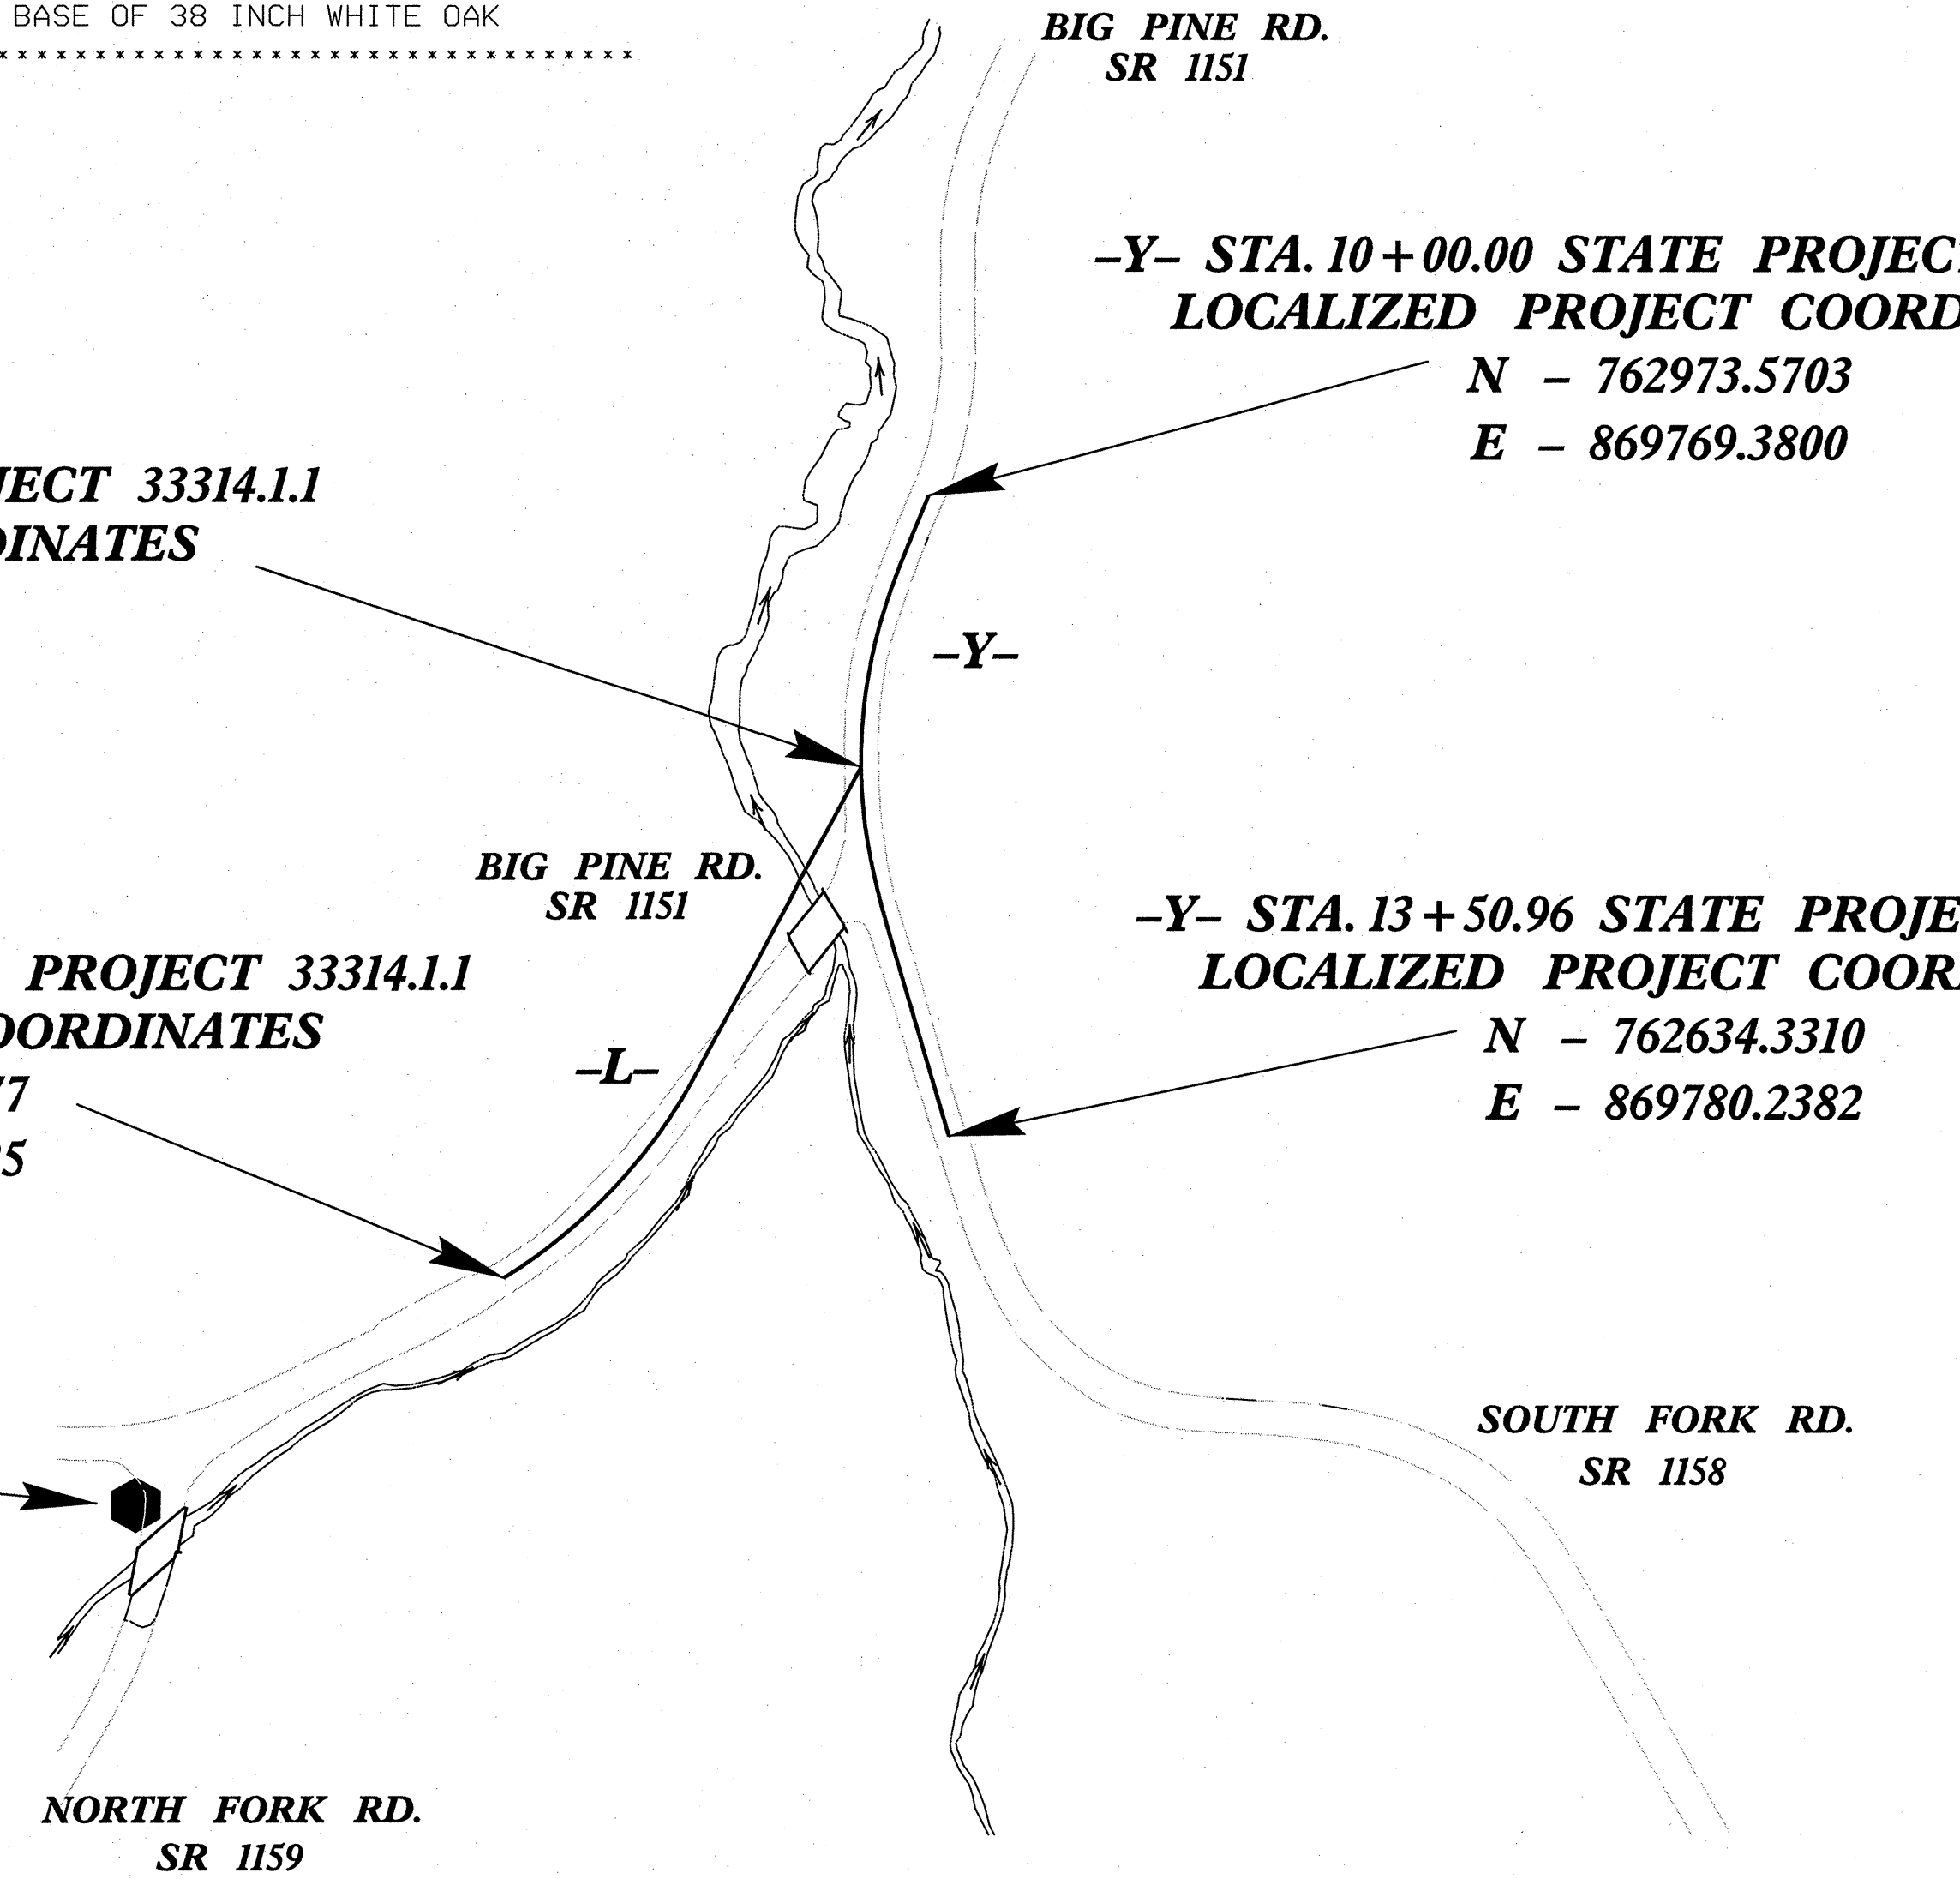 BASE OF 38 INCH WHITE OAK
********************************
BIG PINE RD.
SR 1151
–Y– STA. 10+00.00 STATE PROJEC
LOCALIZED PROJECT COORD
N – 762973.5703
E – 869769.3800
JECT 33314.1.1
DINATES
–Y–
BIG PINE RD.
SR 1151
–Y– STA. 13+50.96 STATE PROJE
LOCALIZED PROJECT COOR
N – 762634.3310
E – 869780.2382
PROJECT 33314.1.1
OORDINATES
77
5
–L–
SOUTH FORK RD.
SR 1158
NORTH FORK RD.
SR 1159